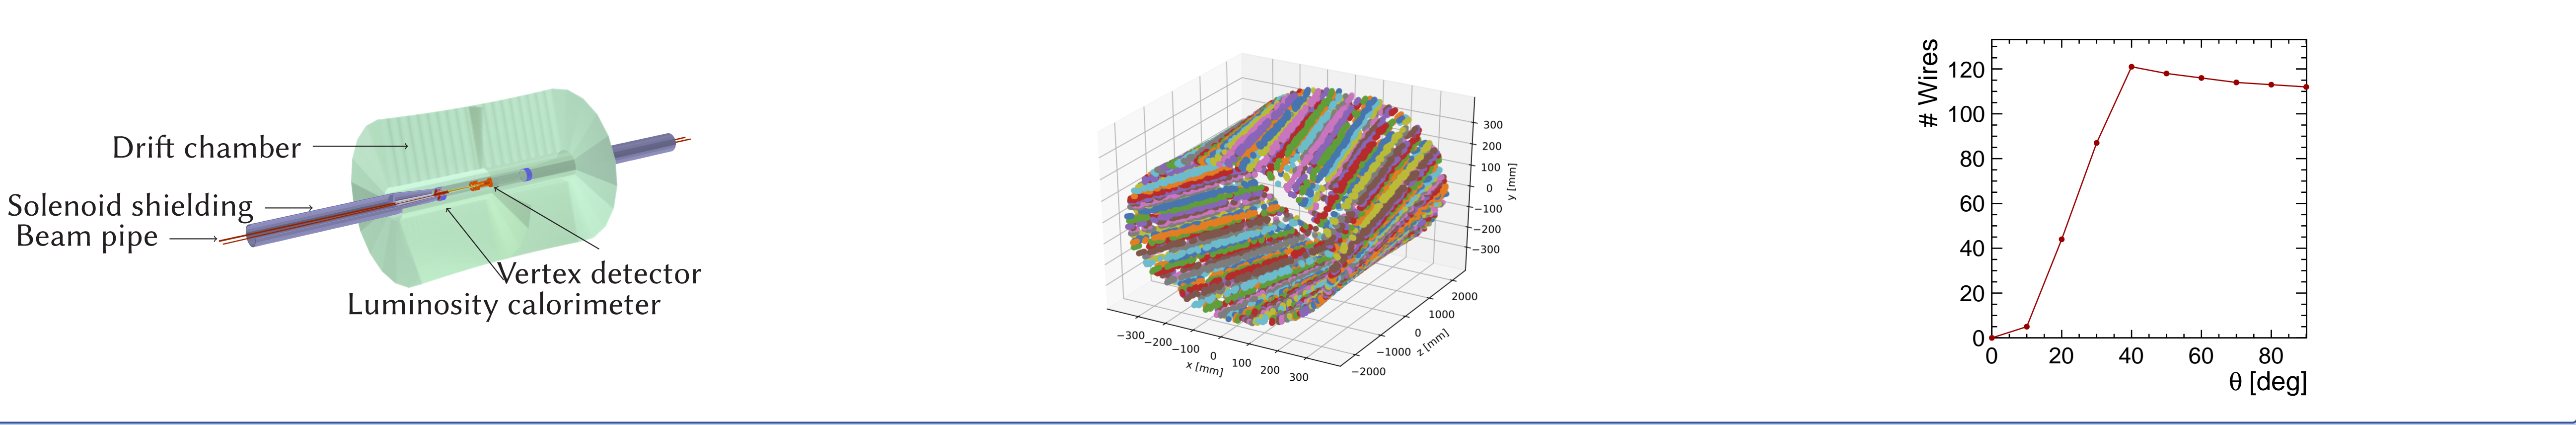 Drift chamber
Solenoid shielding
Beam pipe
Vertex detector
Luminosity calorimeter
300
200
100
0
−100
−200
−300
y [mm]
2000
1000
0
−1000
−2000
z [mm]
−300
−200
−100
0
100
200
300
x [mm]
# Wires
120
100
80
60
40
20
0
0 20 40 60 80
θ [deg]